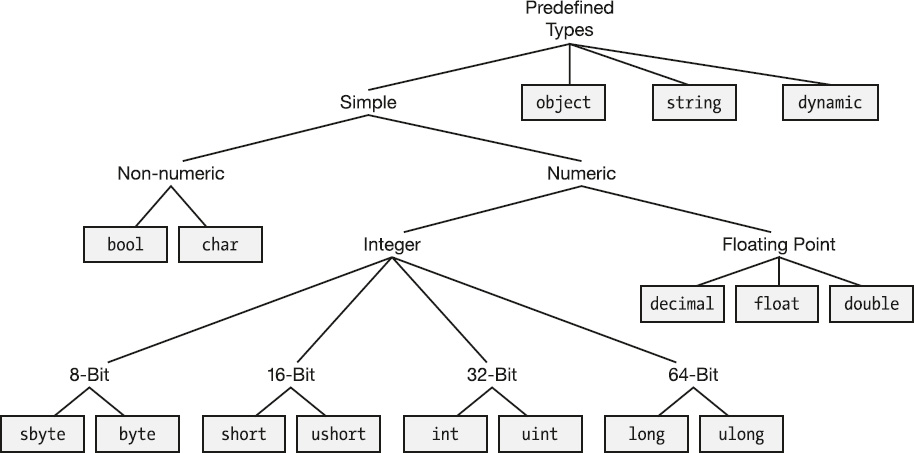 Predefined
Types
Simple
object
string
dynamic
Non-numeric
Numeric
bool
char
Integer
Floating Point
decimal
float
double
8-Bit
16-Bit
32-Bit
64-Bit
sbyte
byte
short
ushort
int
uint
long
ulong